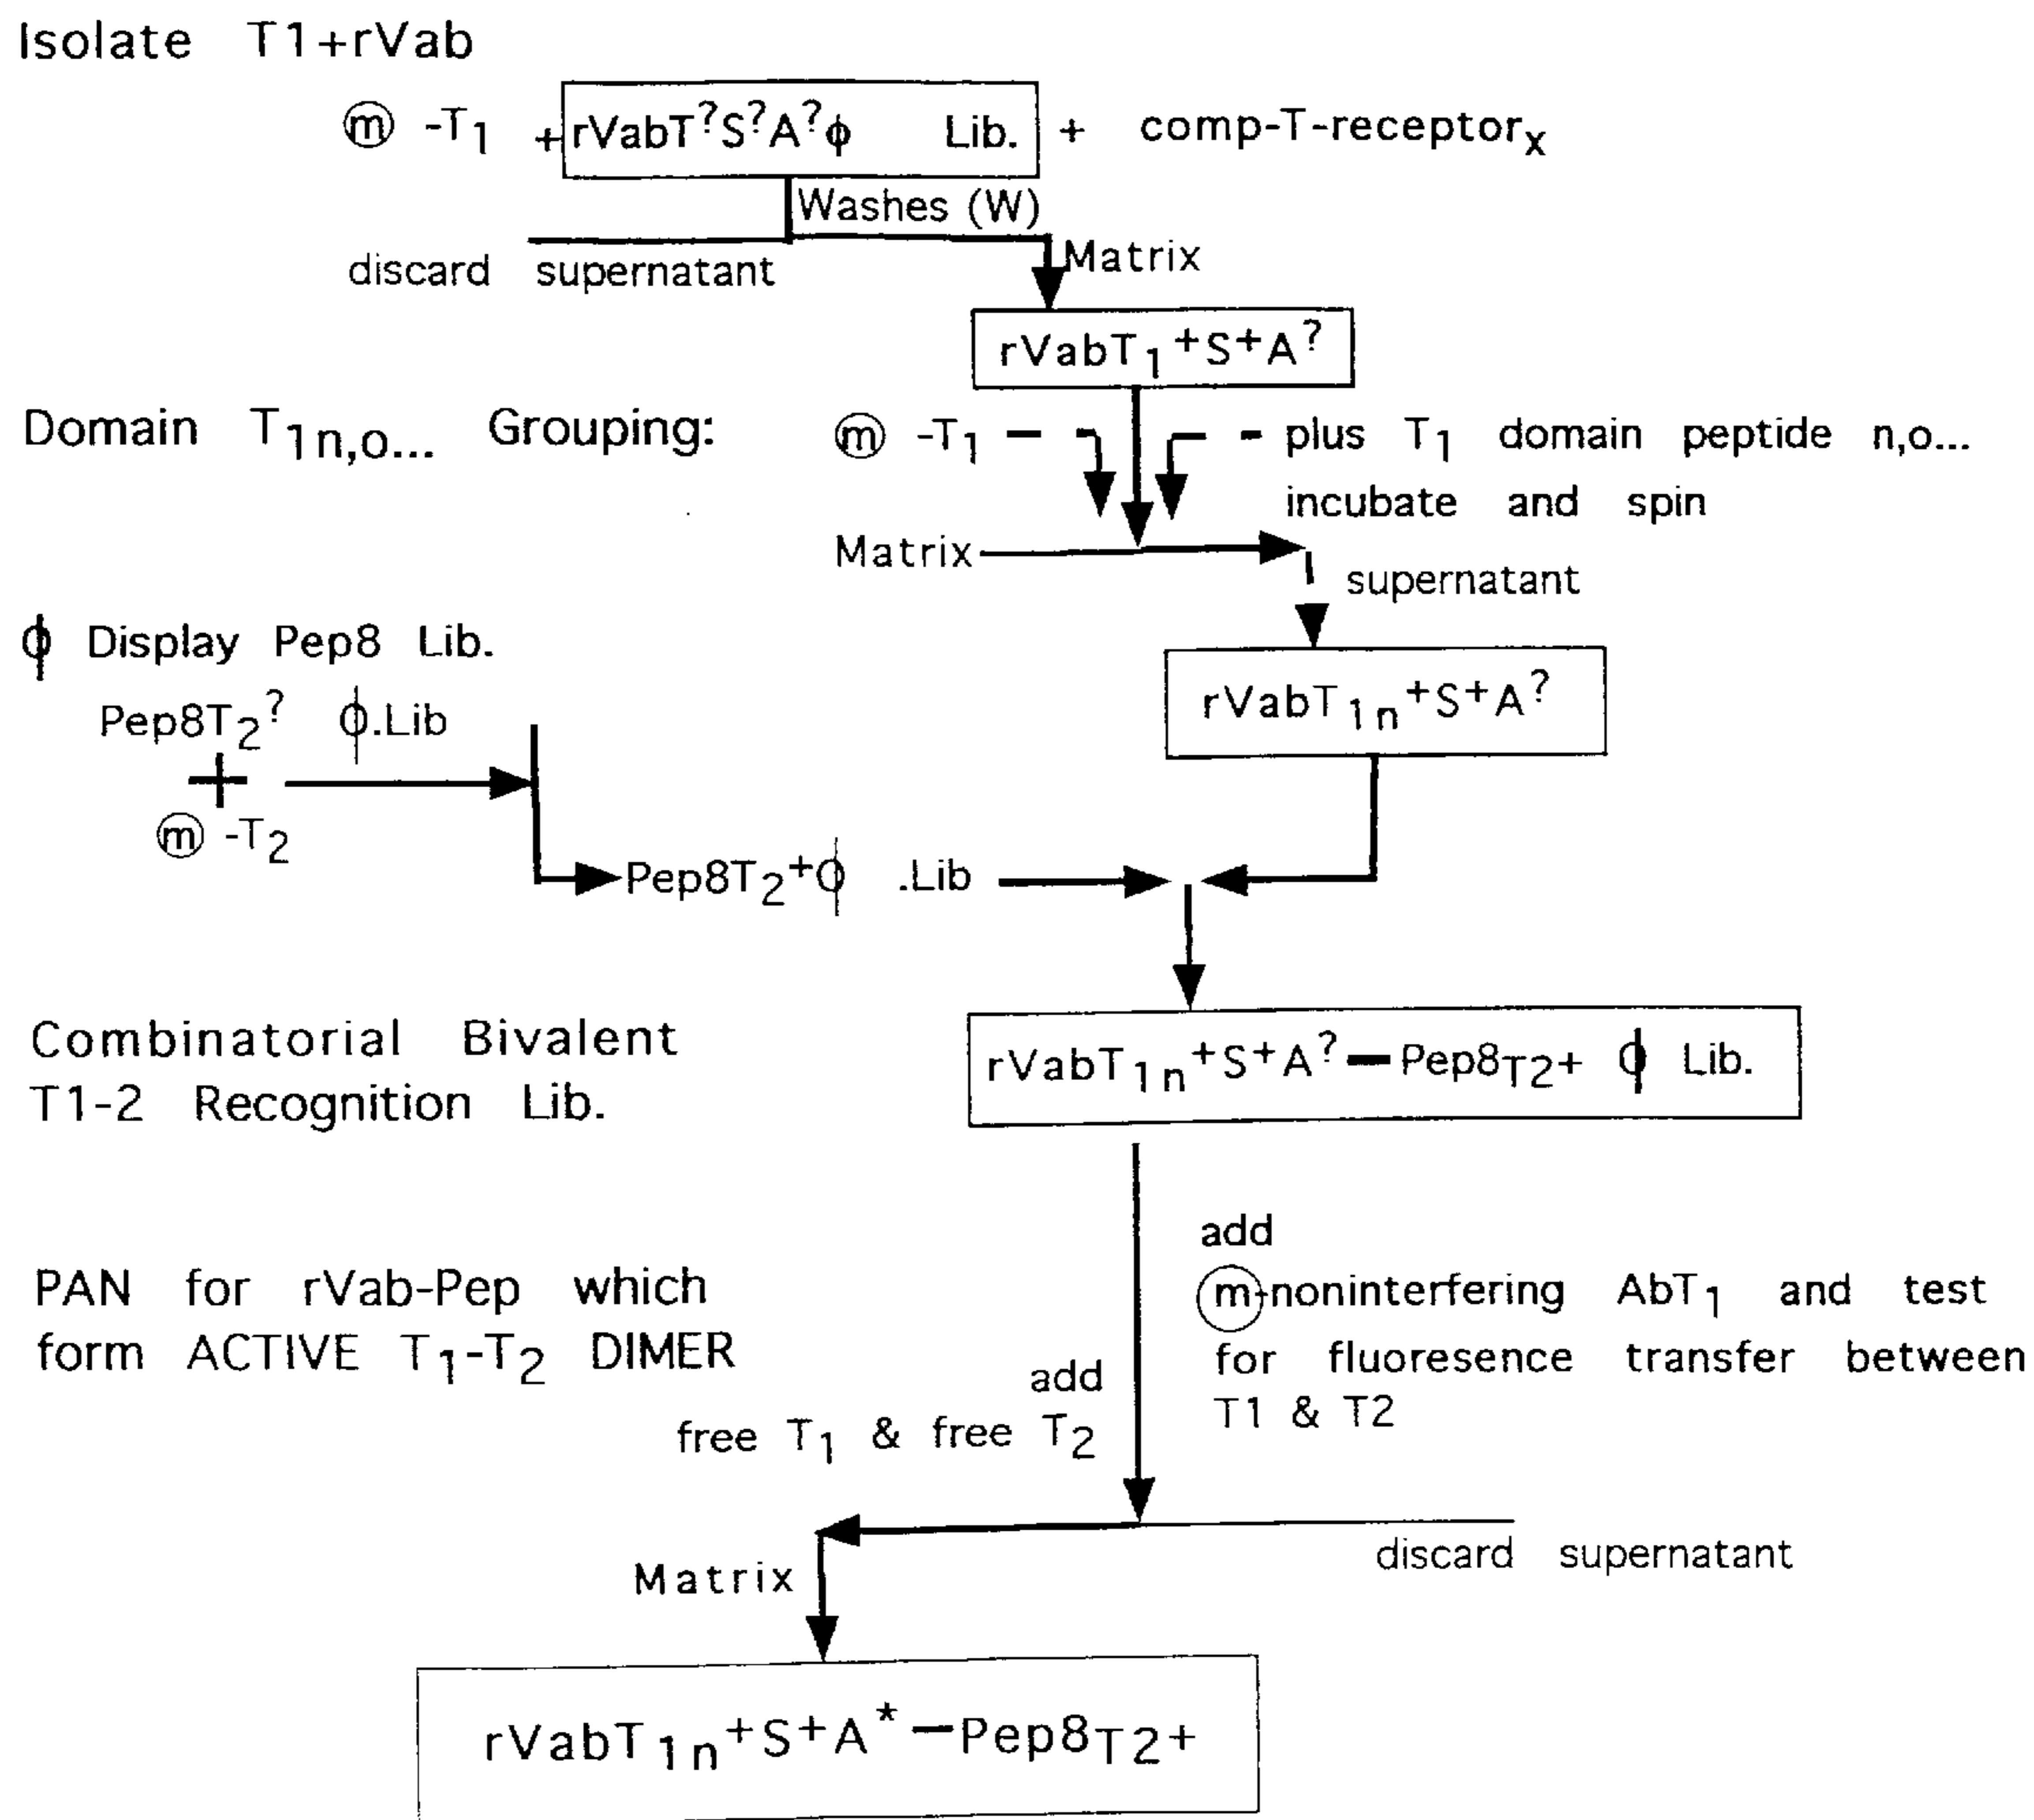 Isolate T1+rVab
ⓜ -T₁ + rVabT?S?A?ϕ Lib. + comp-T-receptorₓ
Washes (W)
discard supernatant
Matrix
rVabT₁⁺S⁺A?
Domain T₁n,o... Grouping:
ⓜ -T₁
plus T₁ domain peptide n,o...
incubate and spin
Matrix
supernatant
ϕ Display Pep8 Lib.
Pep8T₂? ϕ.Lib
+
ⓜ -T₂
rVabT₁n⁺S⁺A?
Pep8T₂⁺ϕ .Lib
Combinatorial Bivalent
T1-2 Recognition Lib.
rVabT₁n⁺S⁺A?—Pep8T2+ ϕ Lib.
PAN for rVab-Pep which
form ACTIVE T₁-T₂ DIMER
add
ⓜ-noninterfering AbT₁ and test
for fluoresence transfer between
T1 & T2
add
free T₁ & free T₂
discard supernatant
Matrix
rVabT₁n⁺S⁺A*—Pep8T2+